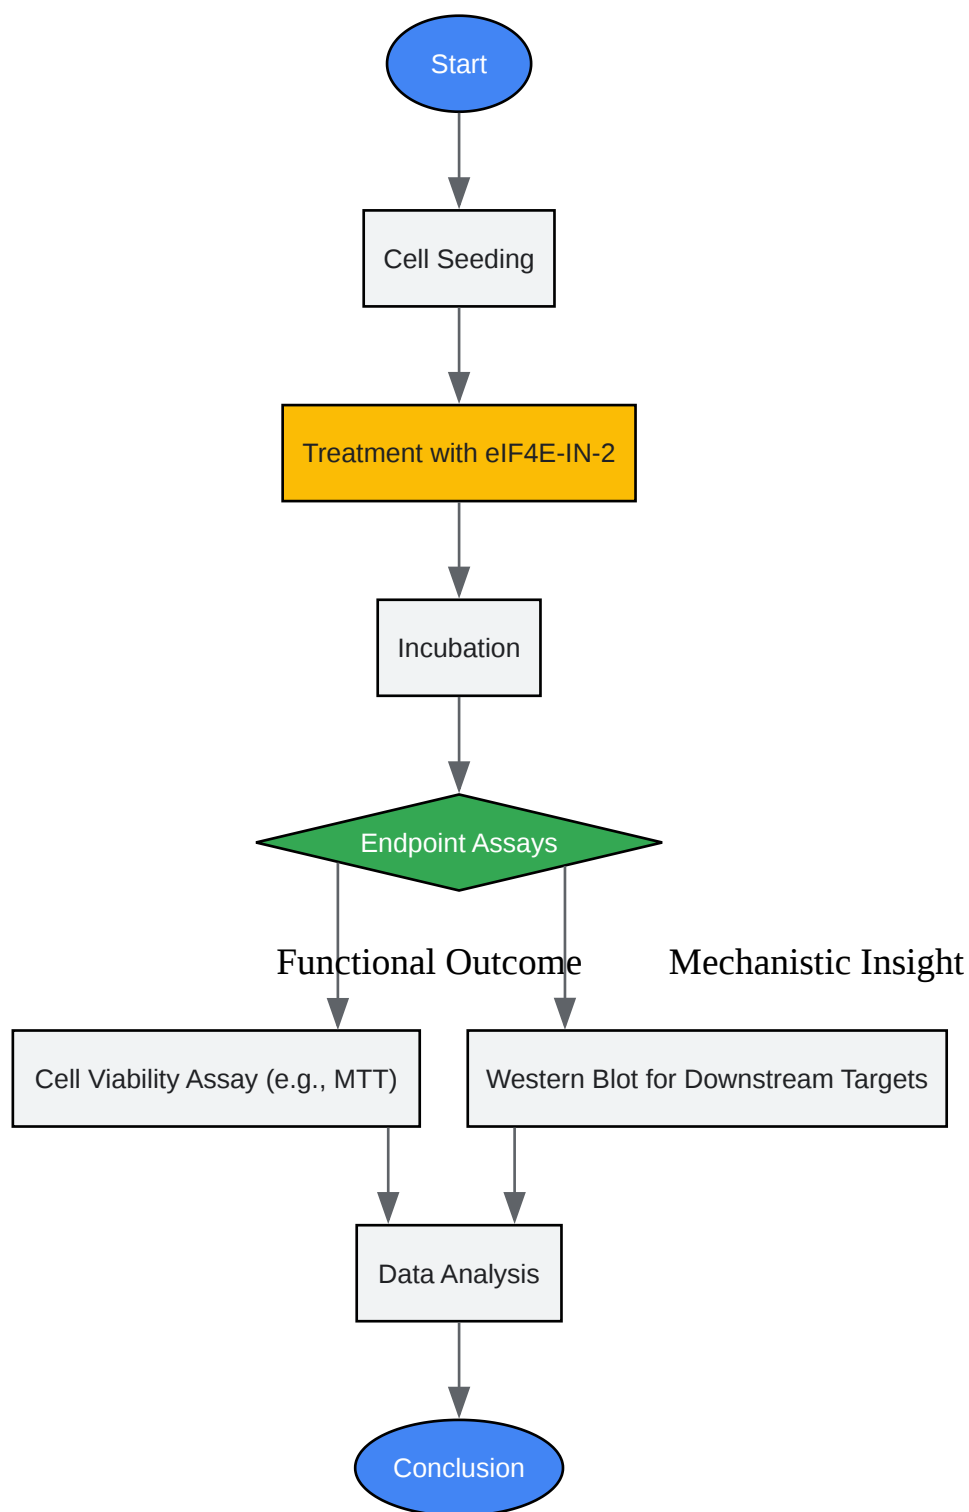 Start
Cell Seeding
Treatment with eIF4E-IN-2
Incubation
Endpoint Assays
Functional Outcome
Mechanistic Insight
Cell Viability Assay (e.g., MTT)
Western Blot for Downstream Targets
Data Analysis
Conclusion